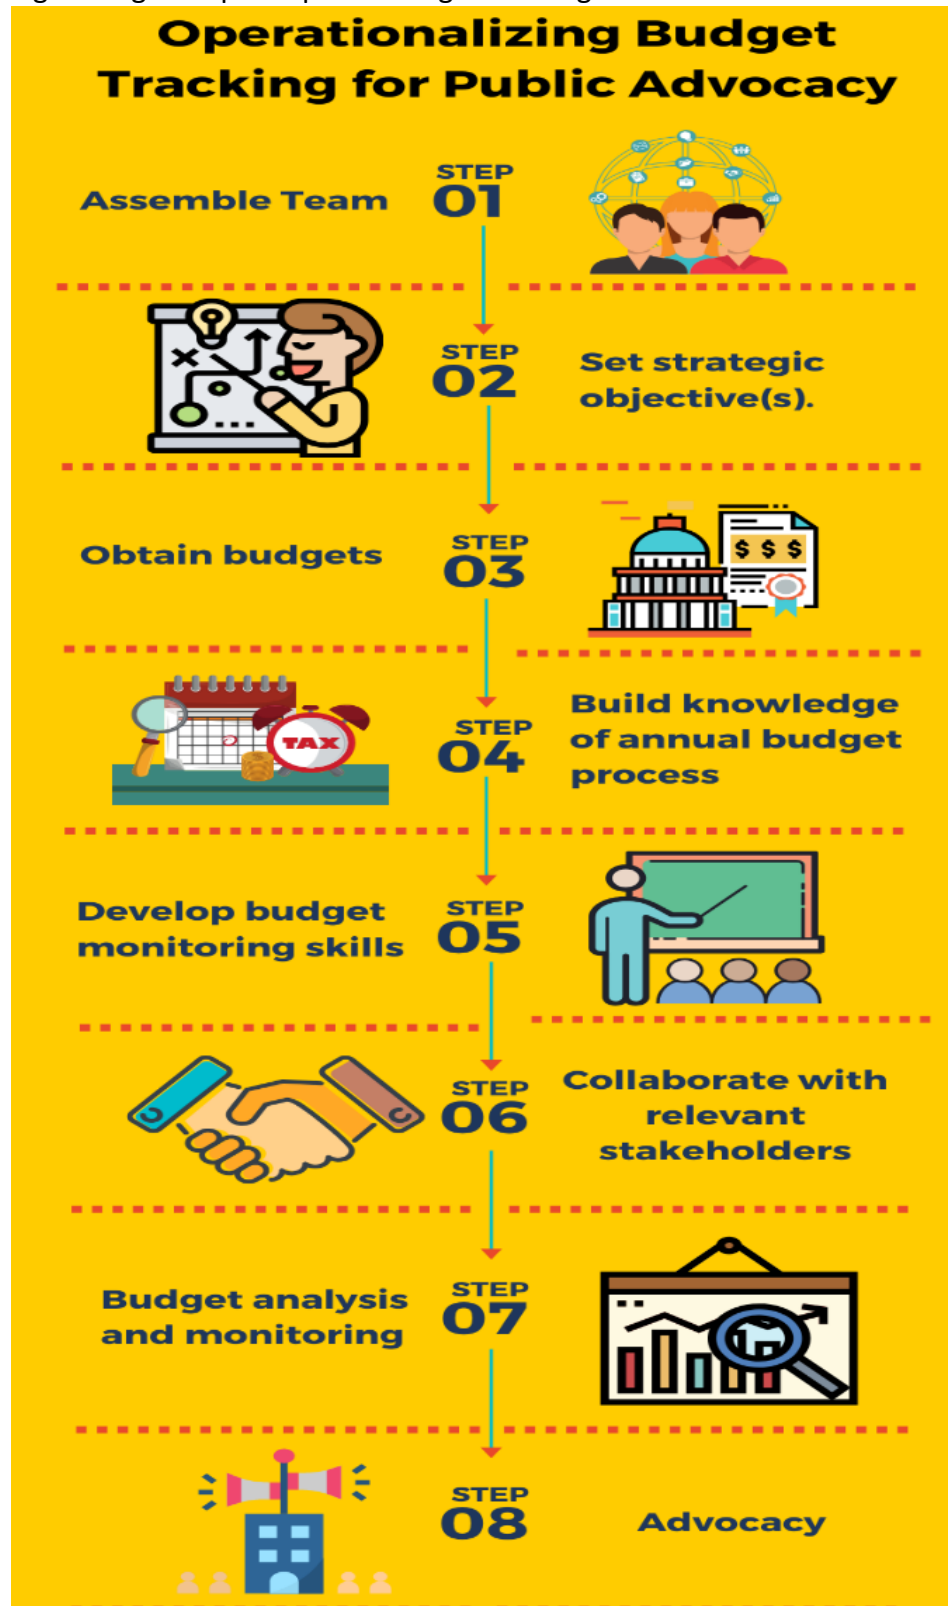 Operationalizing Budget
Tracking for Public Advocacy
Assemble Team
STEP
01
STEP
02
Set strategic
objective(s).
Obtain budgets
STEP
03
$ $ $
TAX
STEP
04
Build knowledge
of annual budget
process
Develop budget
monitoring skills
STEP
05
STEP
06
Collaborate with
relevant
stakeholders
Budget analysis
and monitoring
STEP
07
STEP
08
Advocacy